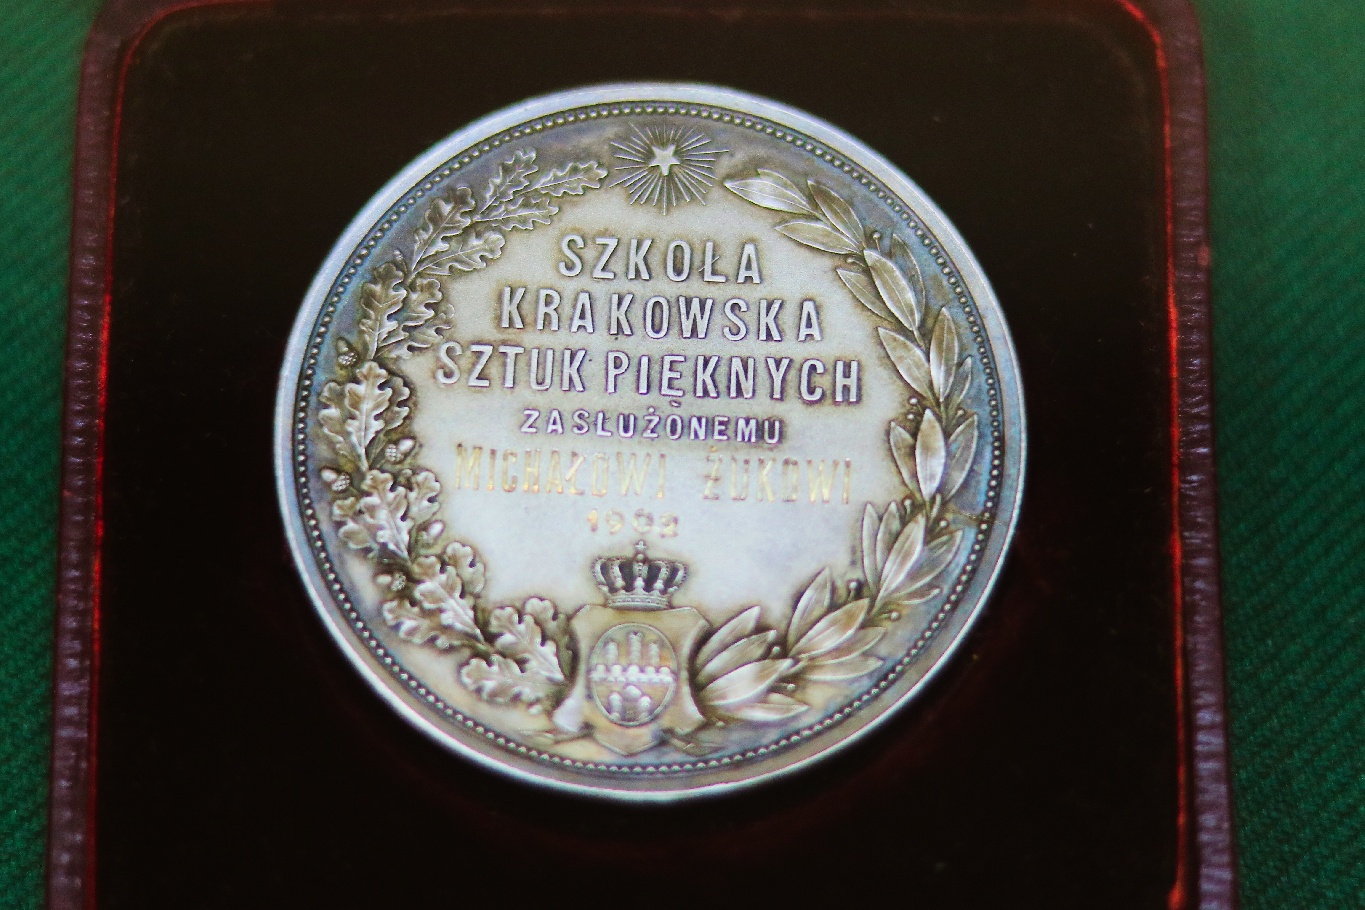 SZKOŁA
KRAKOWSKA
SZTUK PIĘKNYCH
ZASŁUŻONEMU
MICHAŁOWI ŻUKOWI